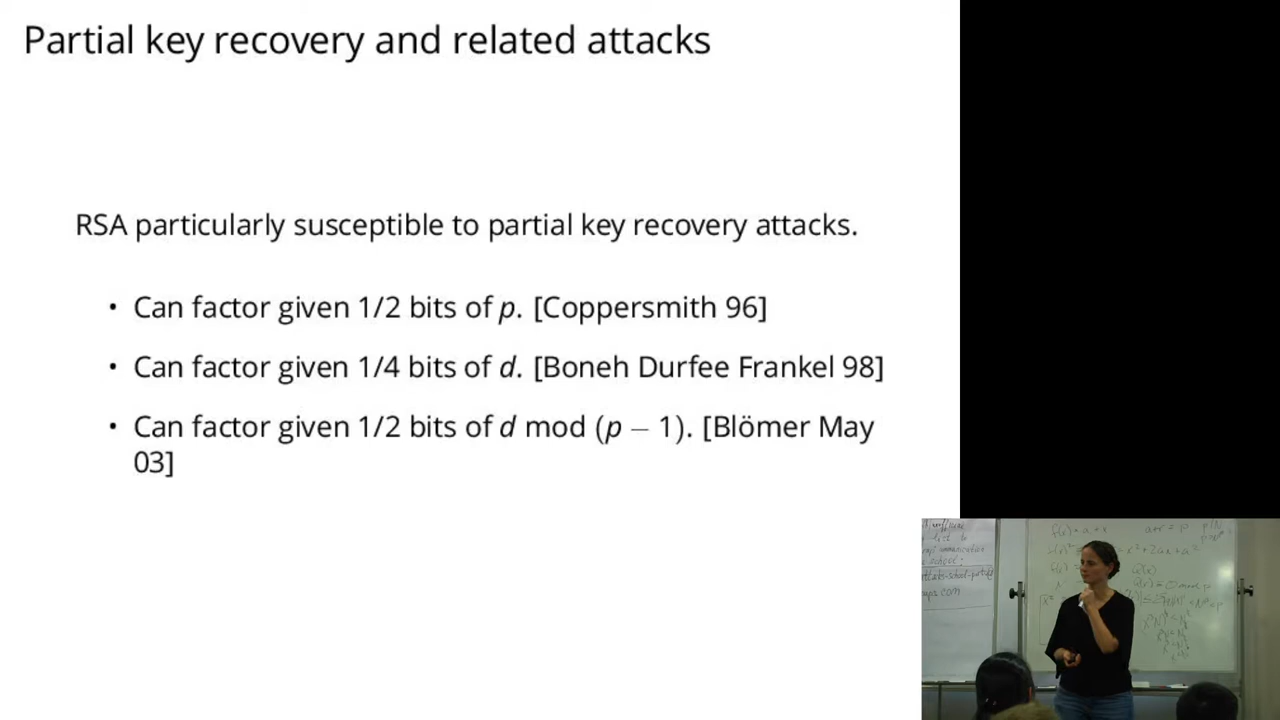 Partial key recovery and related attacks
RSA particularly susceptible to partial key recovery attacks.
• Can factor given 1/2 bits of p. [Coppersmith 96]
• Can factor given 1/4 bits of d. [Boneh Durfee Frankel 98]
• Can factor given 1/2 bits of d mod (p − 1). [Blömer May
03]